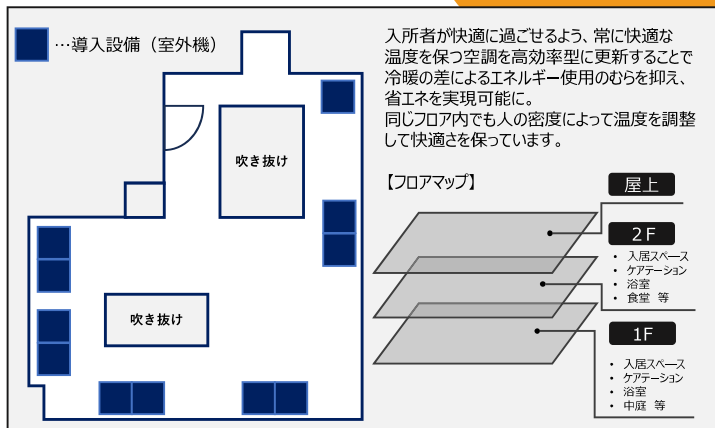 …導入設備（室外機）
入所者が快適に過ごせるよう、常に快適な
温度を保つ空調を高効率型に更新することで
冷暖の差によるエネルギー使用のむらを抑え、
省エネを実現可能に。
同じフロア内でも人の密度によって温度を調整
して快適さを保っています。
吹き抜け
吹き抜け
【フロアマップ】
屋上
2F
• 入居スペース
• ケアテーション
• 浴室
• 食堂 等
1F
• 入居スペース
• ケアテーション
• 浴室
• 中庭 等